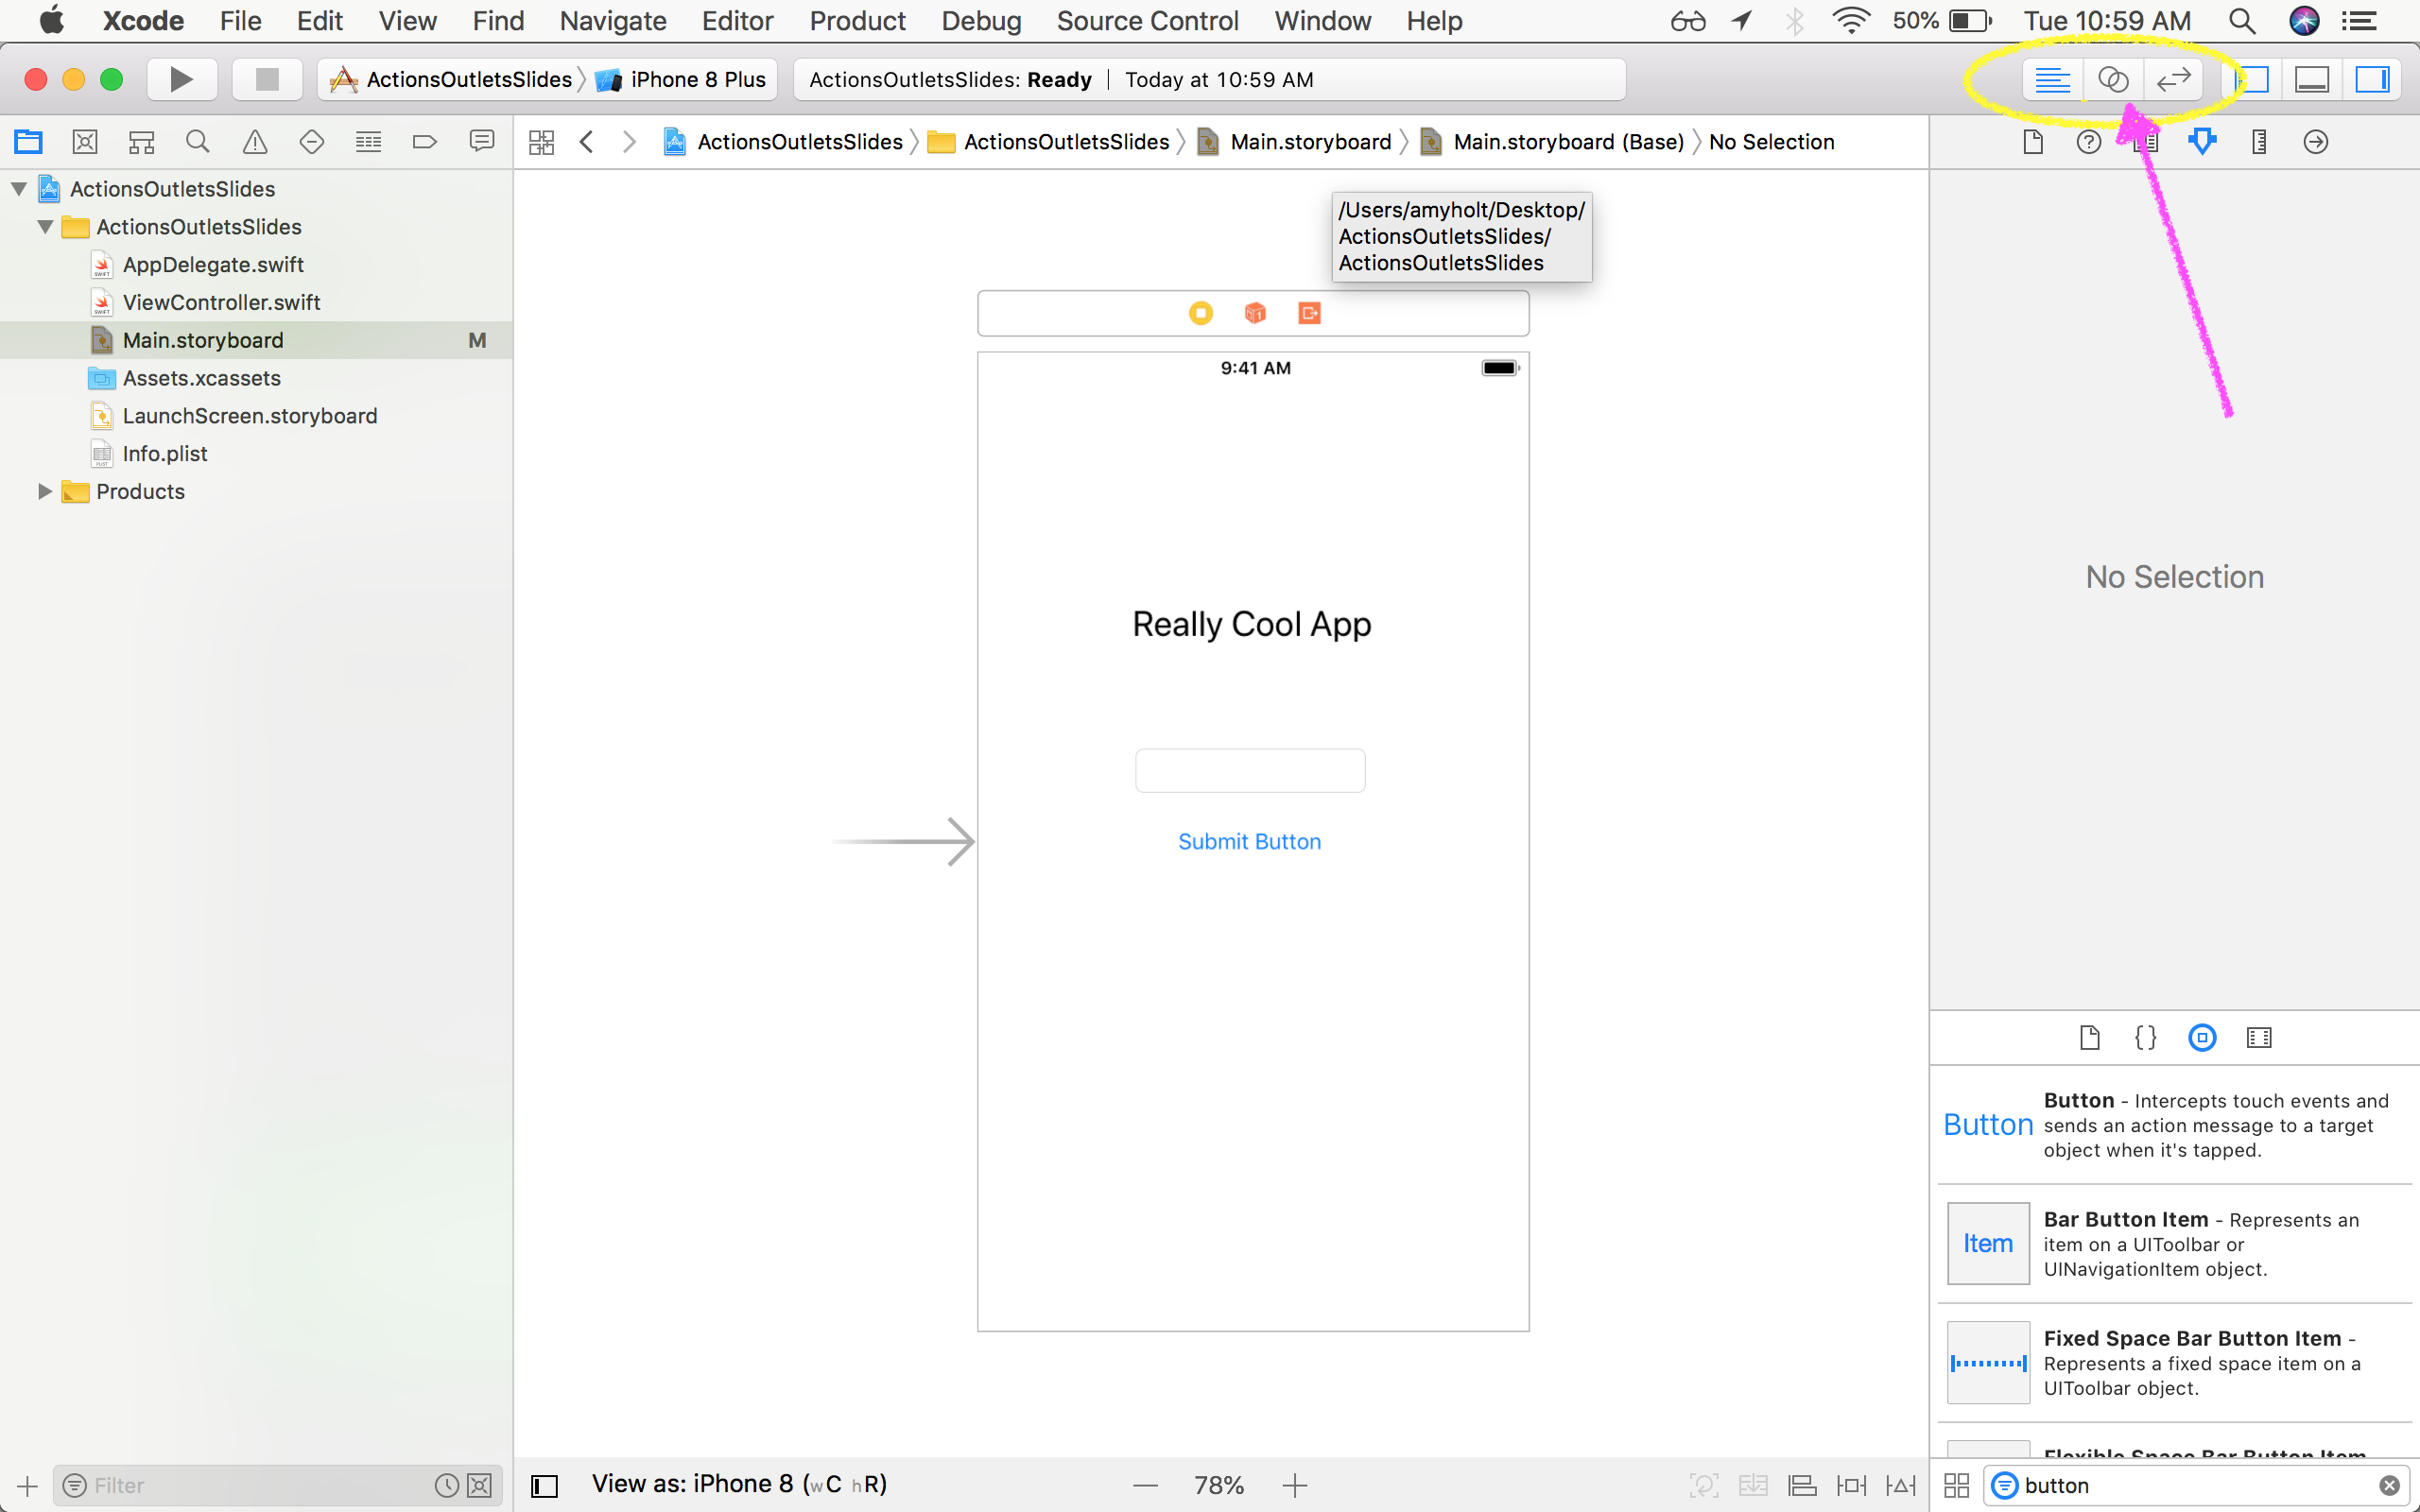 Xcode File Edit View Find Navigate Editor Product Debug Source Control Window Help 50% Tue 10:59 AM
ActionsOutletsSlides iPhone 8 Plus ActionsOutletsSlides: Ready | Today at 10:59 AM
ActionsOutletsSlides ActionsOutletsSlides Main.storyboard Main.storyboard (Base) No Selection
ActionsOutletsSlides
ActionsOutletsSlides
AppDelegate.swift
ViewController.swift
Main.storyboard M
Assets.xcassets
LaunchScreen.storyboard
Info.plist
Products
Filter
/Users/amyholt/Desktop/
ActionsOutletsSlides/
ActionsOutletsSlides
9:41 AM
Really Cool App
Submit Button
View as: iPhone 8 (wC hR)
78%
No Selection
Button
Button - Intercepts touch events and
sends an action message to a target
object when it's tapped.
Item
Bar Button Item - Represents an
item on a UIToolbar or
UINavigationItem object.
Fixed Space Bar Button Item -
Represents a fixed space item on a
UIToolbar object.
Flexible Space Bar Button Item
button